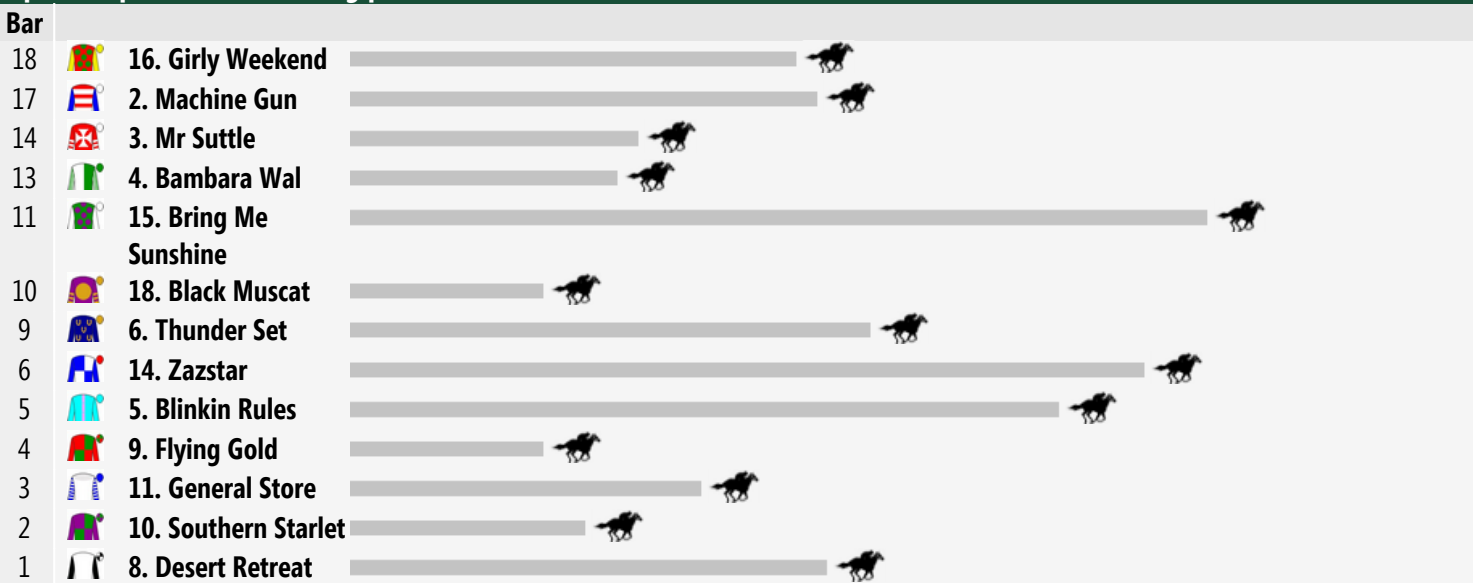 Bar
18 16. Girly Weekend
17 2. Machine Gun
14 3. Mr Suttle
13 4. Bambara Wal
11 15. Bring Me
Sunshine
10 18. Black Muscat
9 6. Thunder Set
6 14. Zazstar
5 5. Blinkin Rules
4 9. Flying Gold
3 11. General Store
2 10. Southern Starlet
1 8. Desert Retreat